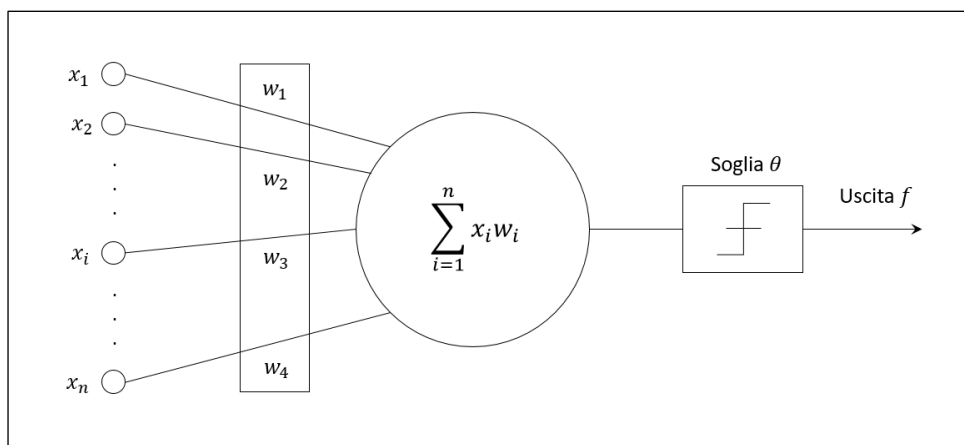 x₁
x₂
.
.
.
xᵢ
.
.
.
xₙ
w₁
w₂
w₃
w₄
n
∑ xᵢwᵢ
i=1
Soglia θ
Uscita f